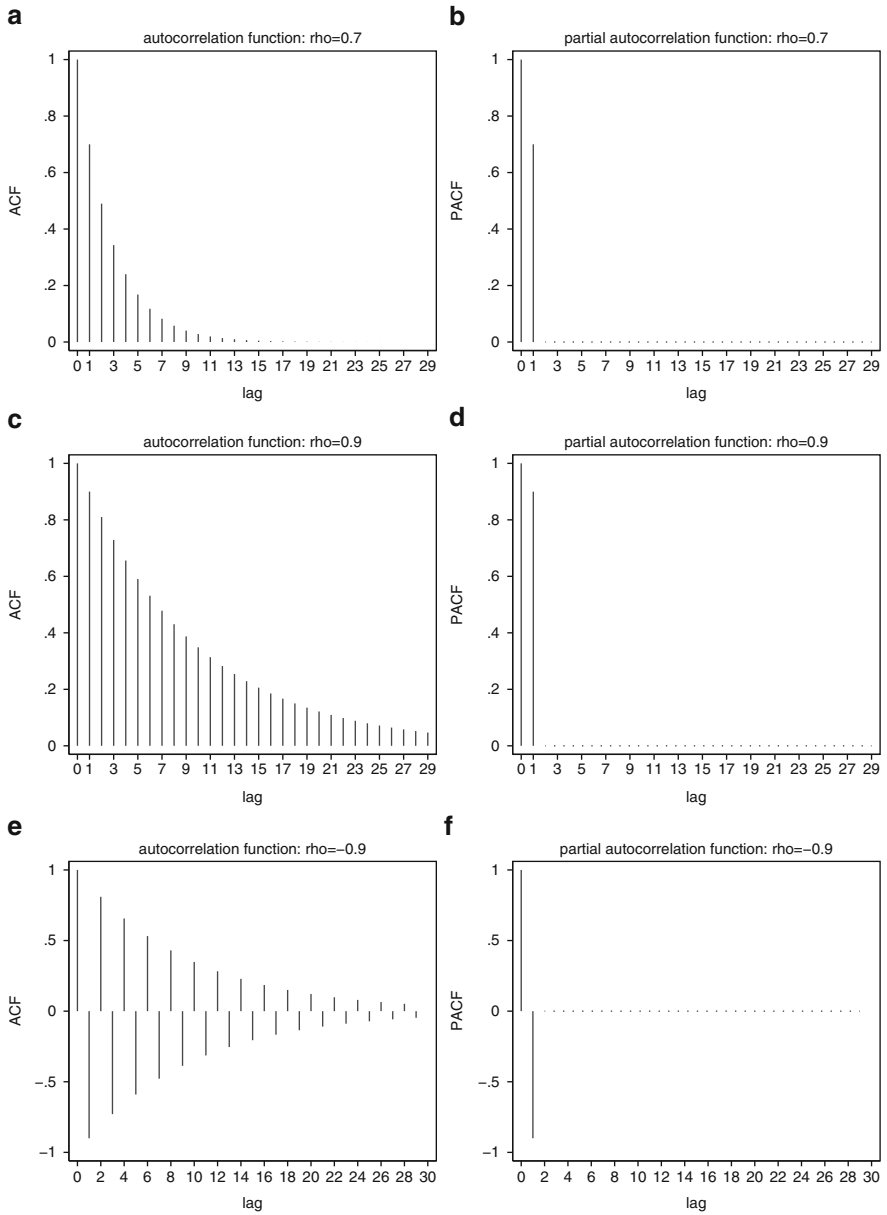 a
autocorrelation function: rho=0.7
1
.8
.6
.4
.2
0
ACF
0 1 3 5 7 9 11 13 15 17 19 21 23 25 27 29
lag
b
partial autocorrelation function: rho=0.7
1
.8
.6
.4
.2
0
PACF
0 1 3 5 7 9 11 13 15 17 19 21 23 25 27 29
lag
c
autocorrelation function: rho=0.9
1
.8
.6
.4
.2
0
ACF
0 1 3 5 7 9 11 13 15 17 19 21 23 25 27 29
lag
d
partial autocorrelation function: rho=0.9
1
.8
.6
.4
.2
0
PACF
0 1 3 5 7 9 11 13 15 17 19 21 23 25 27 29
lag
e
autocorrelation function: rho=−0.9
1
.5
0
−.5
−1
ACF
0 2 4 6 8 10 12 14 16 18 20 22 24 26 28 30
lag
f
partial autocorrelation function: rho=−0.9
1
.5
0
−.5
−1
PACF
0 2 4 6 8 10 12 14 16 18 20 22 24 26 28 30
lag